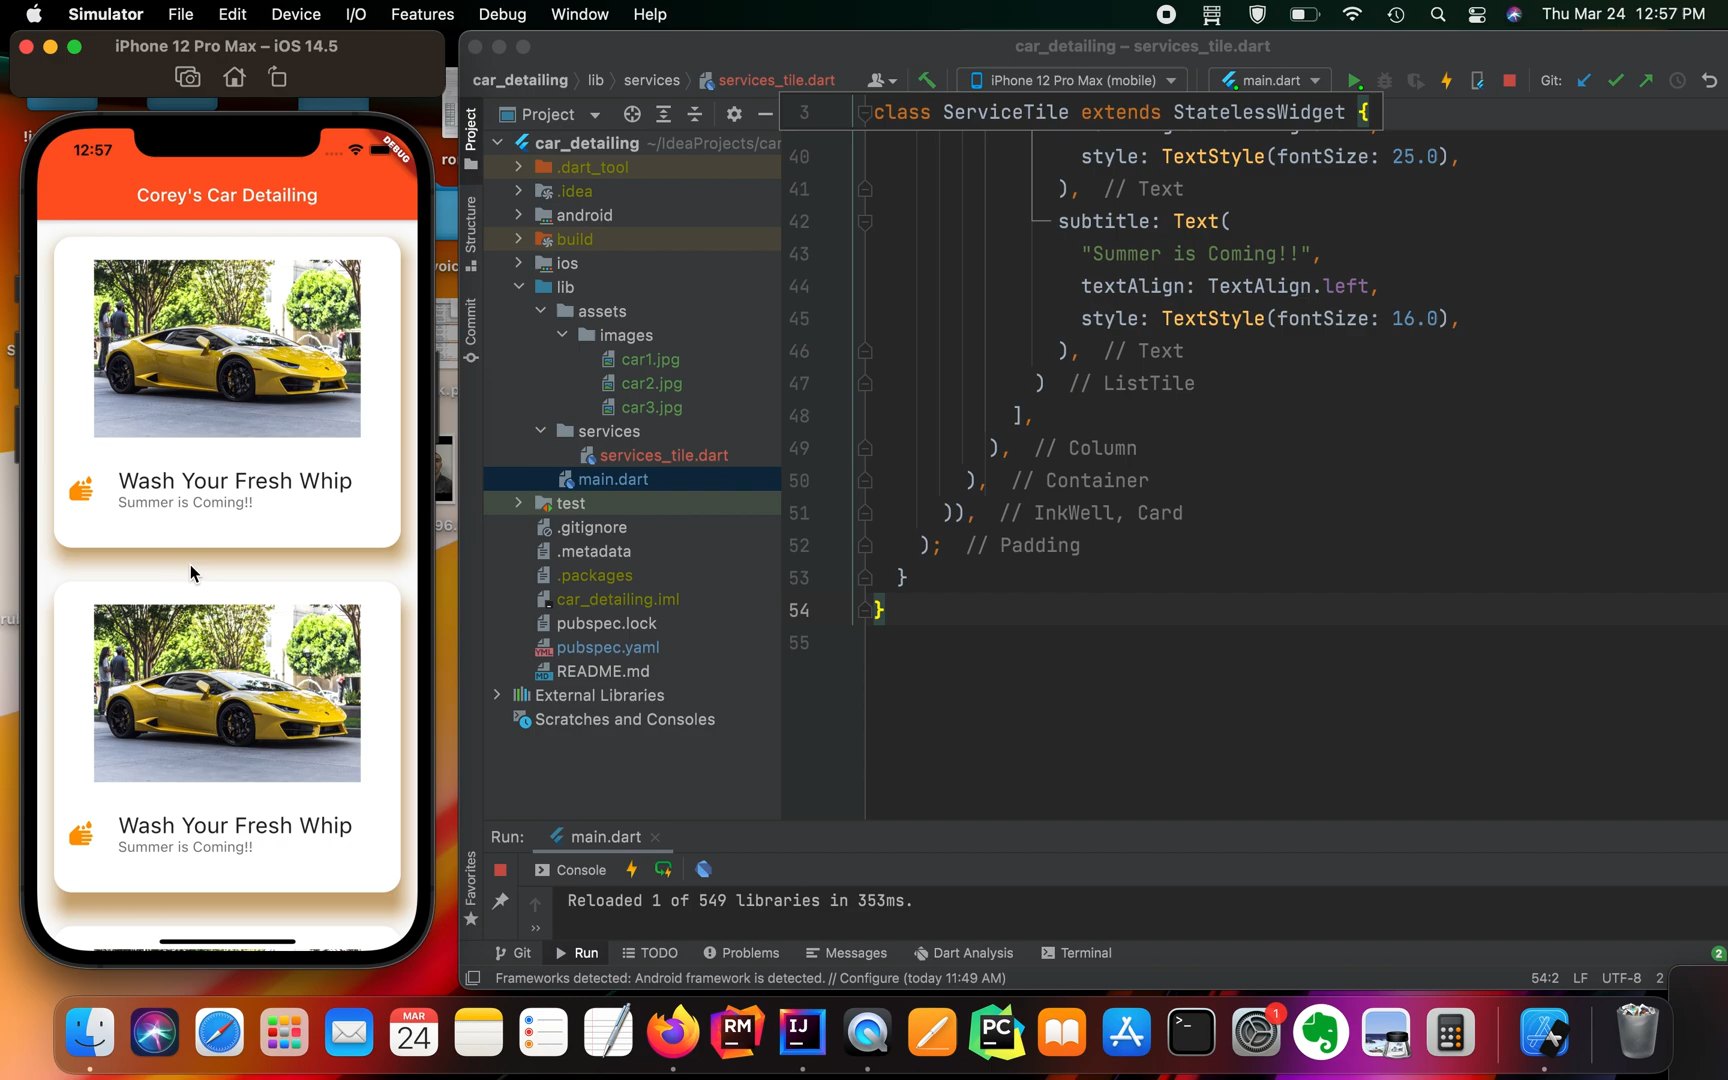 Simulator File Edit Device I/O Features Debug Window Help
Thu Mar 24 12:57 PM
iPhone 12 Pro Max – iOS 14.5
12:57
DEBUG
Corey's Car Detailing
Wash Your Fresh Whip
Summer is Coming!!
Wash Your Fresh Whip
Summer is Coming!!
car_detailing – services_tile.dart
car_detailing lib services services_tile.dart
iPhone 12 Pro Max (mobile) main.dart Git:
Project
Structure
Commit
Favorites
Project
car_detailing ~/IdeaProjects/car
.dart_tool
.idea
android
build
ios
lib
assets
images
car1.jpg
car2.jpg
car3.jpg
services
services_tile.dart
main.dart
test
.gitignore
.metadata
.packages
car_detailing.iml
pubspec.lock
pubspec.yaml
README.md
External Libraries
Scratches and Consoles
3 class ServiceTile extends StatelessWidget {
40 style: TextStyle(fontSize: 25.0),
41 ), // Text
42 subtitle: Text(
43 "Summer is Coming!!",
44 textAlign: TextAlign.left,
45 style: TextStyle(fontSize: 16.0),
46 ), // Text
47 ) // ListTile
48 ],
49 ), // Column
50 ), // Container
51 )), // InkWell, Card
52 ); // Padding
53 }
54 }
55
Run: main.dart
Console
Reloaded 1 of 549 libraries in 353ms.
Git Run TODO Problems Messages Dart Analysis Terminal 2
Frameworks detected: Android framework is detected. // Configure (today 11:49 AM)
54:2 LF UTF-8 2
MAR
24
RM
IJ
PC
1